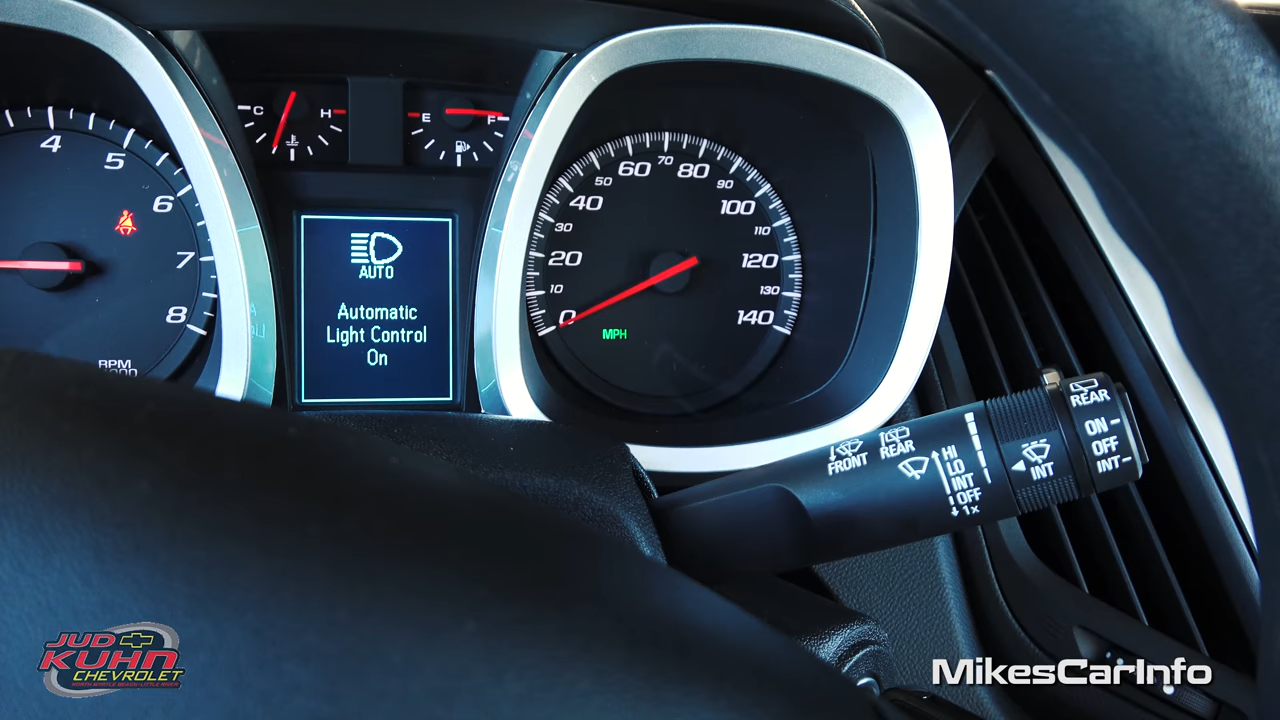 4
5
6
7
8
RPM
C
H
E
F
AUTO
Automatic
Light Control
On
0
10
20
30
40
50
60
70
80
90
100
110
120
130
140
MPH
FRONT
REAR
HI
LO
INT
OFF
1x
INT
REAR
ON
OFF
INT
JUD
KUHN
CHEVROLET
MikesCarInfo